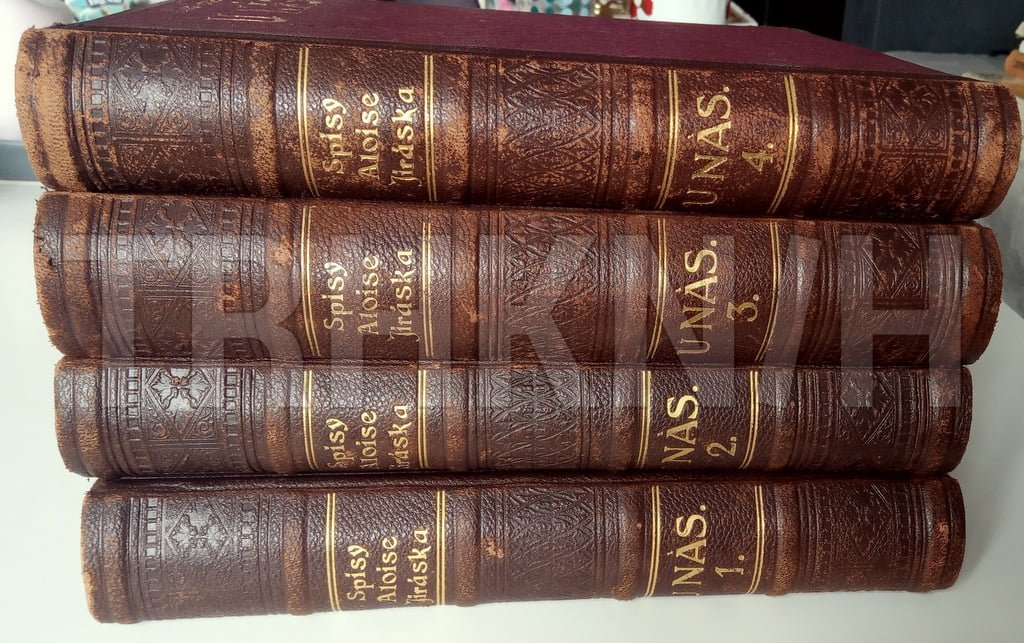 Spisy
Aloise
Jiráska
U NÁS.
4.
Spisy
Aloise
Jiráska
U NÁS.
3.
Spisy
Aloise
Jiráska
U NÁS.
2.
Spisy
Aloise
Jiráska
U NÁS.
1.
TRHKNIH